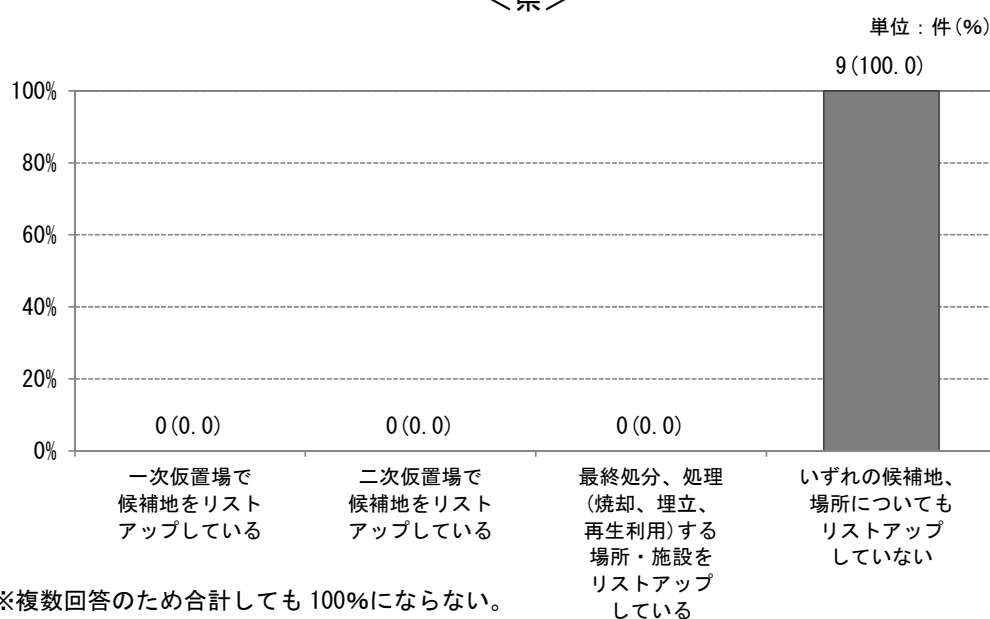 ＜県＞
単位：件(%)
9(100.0)
100%
80%
60%
40%
20%
0%
0(0.0)
0(0.0)
0(0.0)
一次仮置場で
候補地をリスト
アップしている
二次仮置場で
候補地をリスト
アップしている
最終処分、処理
(焼却、埋立、
再生利用)する
場所・施設を
リストアップ
している
いずれの候補地、
場所についても
リストアップ
していない
※複数回答のため合計しても 100%にならない。